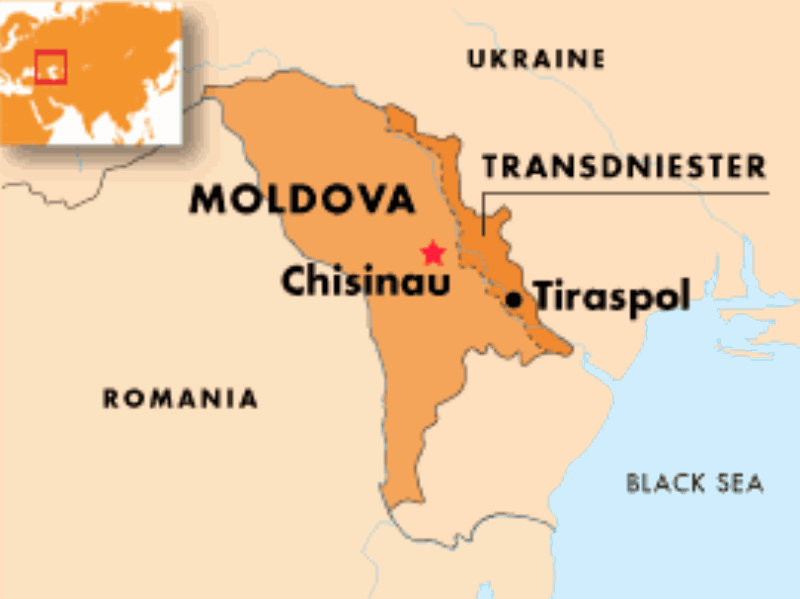 UKRAINE
TRANSDNIESTER
MOLDOVA
Chisinau
Tiraspol
ROMANIA
BLACK SEA